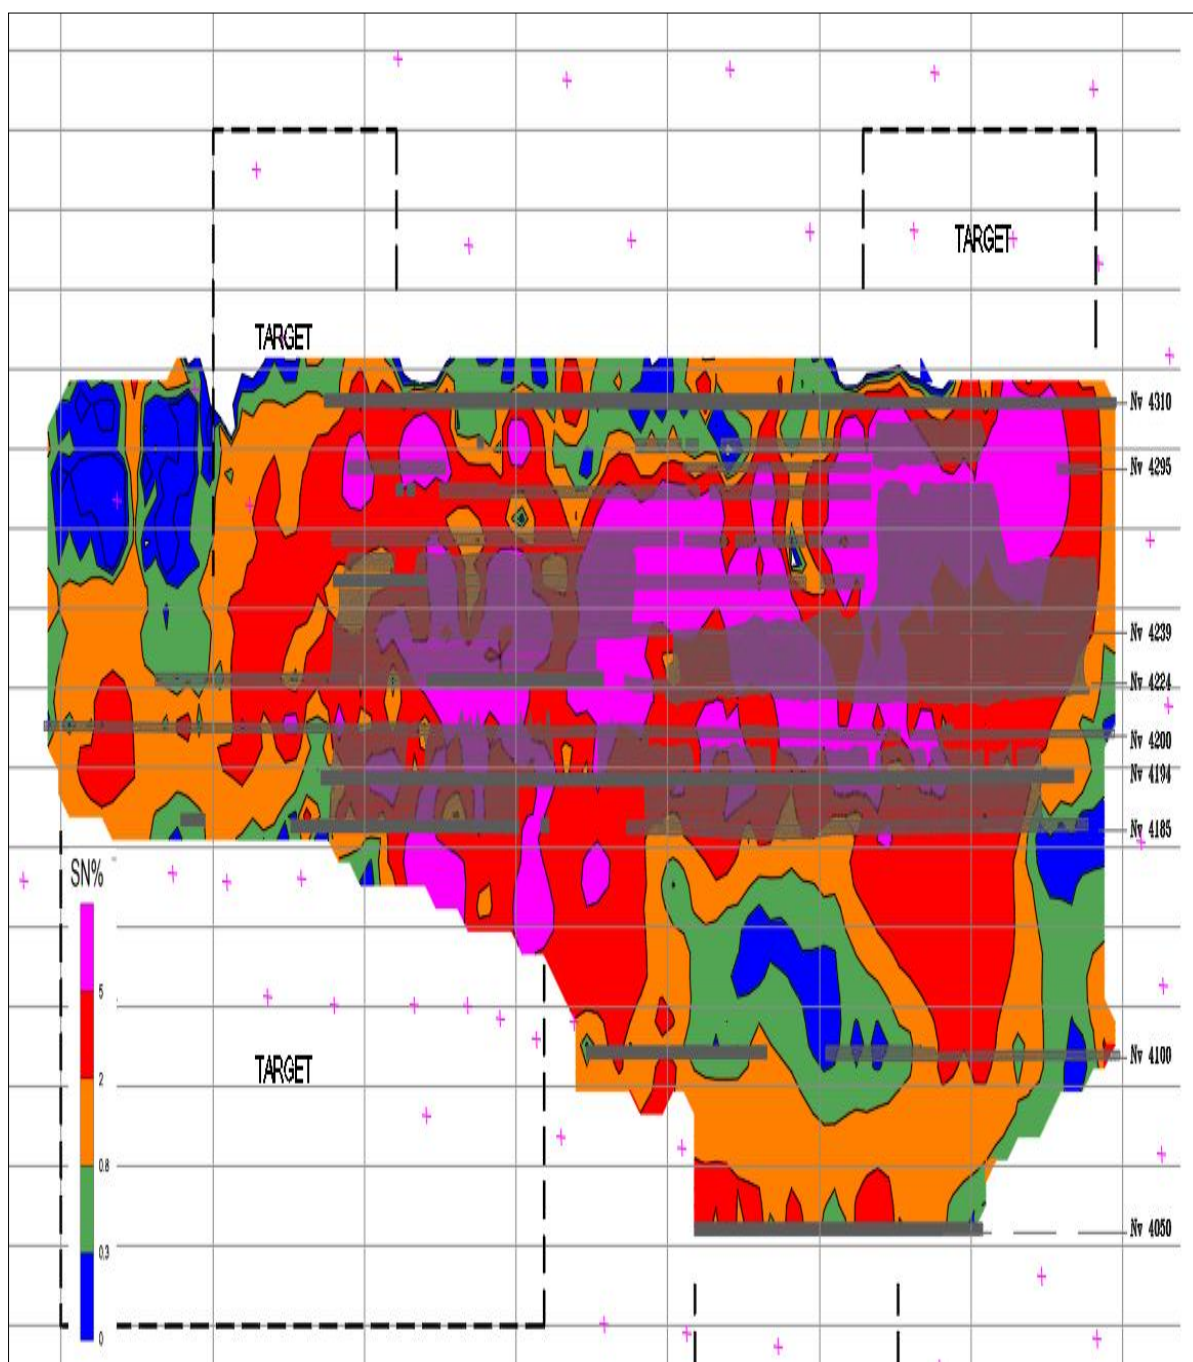 TARGET
TARGET
Nv 4310
Nv 4295
Nv 4239
Nv 4224
Nv 4200
Nv 4194
Nv 4185
SN%
5
2
0.8
0.3
0
TARGET
Nv 4100
Nv 4050